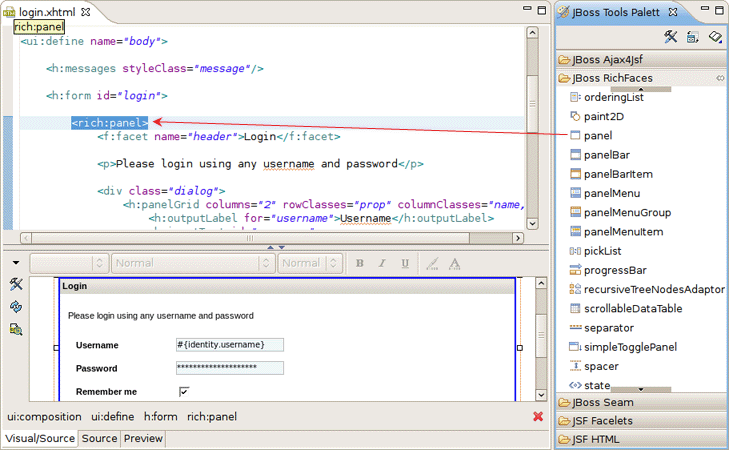 login.xhtml
rich:panel
<ui:define name="body">
<h:messages styleClass="message"/>
<h:form id="login">
<rich:panel>
<f:facet name="header">Login</f:facet>
<p>Please login using any username and password</p>
<div class="dialog">
<h:panelGrid columns="2" rowClasses="prop" columnClasses="name,
<h:outputLabel for="username">Username</h:outputLabel>
Normal
Normal
B I U A
Login
Please login using any username and password
Username
#{identity.username}
Password
********************
Remember me
ui:composition ui:define h:form rich:panel
Visual/Source Source Preview
JBoss Tools Palett
JBoss Ajax4Jsf
JBoss RichFaces
orderingList
paint2D
panel
panelBar
panelBarItem
panelMenu
panelMenuGroup
panelMenuItem
pickList
progressBar
recursiveTreeNodesAdaptor
scrollableDataTable
separator
simpleTogglePanel
spacer
state
JBoss Seam
JSF Facelets
JSF HTML